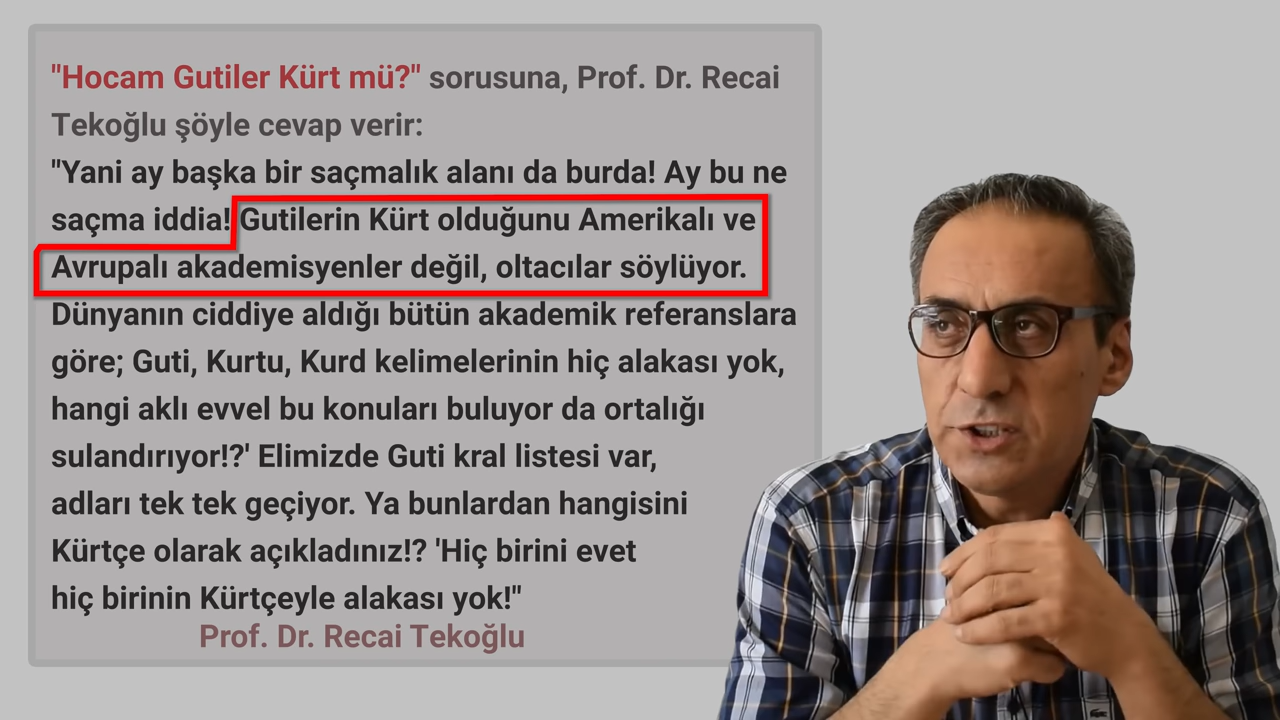 "Hocam Gutiler Kürt mü?" sorusuna, Prof. Dr. Recai
Tekoğlu şöyle cevap verir:
"Yani ay başka bir saçmalık alanı da burda! Ay bu ne
saçma iddia! Gutilerin Kürt olduğunu Amerikalı ve
Avrupalı akademisyenler değil, oltacılar söylüyor.
Dünyanın ciddiye aldığı bütün akademik referanslara
göre; Guti, Kurtu, Kurd kelimelerinin hiç alakası yok,
hangi aklı evvel bu konuları buluyor da ortalığı
sulandırıyor!?' Elimizde Guti kral listesi var,
adları tek tek geçiyor. Ya bunlardan hangisini
Kürtçe olarak açıkladınız!? 'Hiç birini evet
hiç birinin Kürtçeyle alakası yok!"
Prof. Dr. Recai Tekoğlu